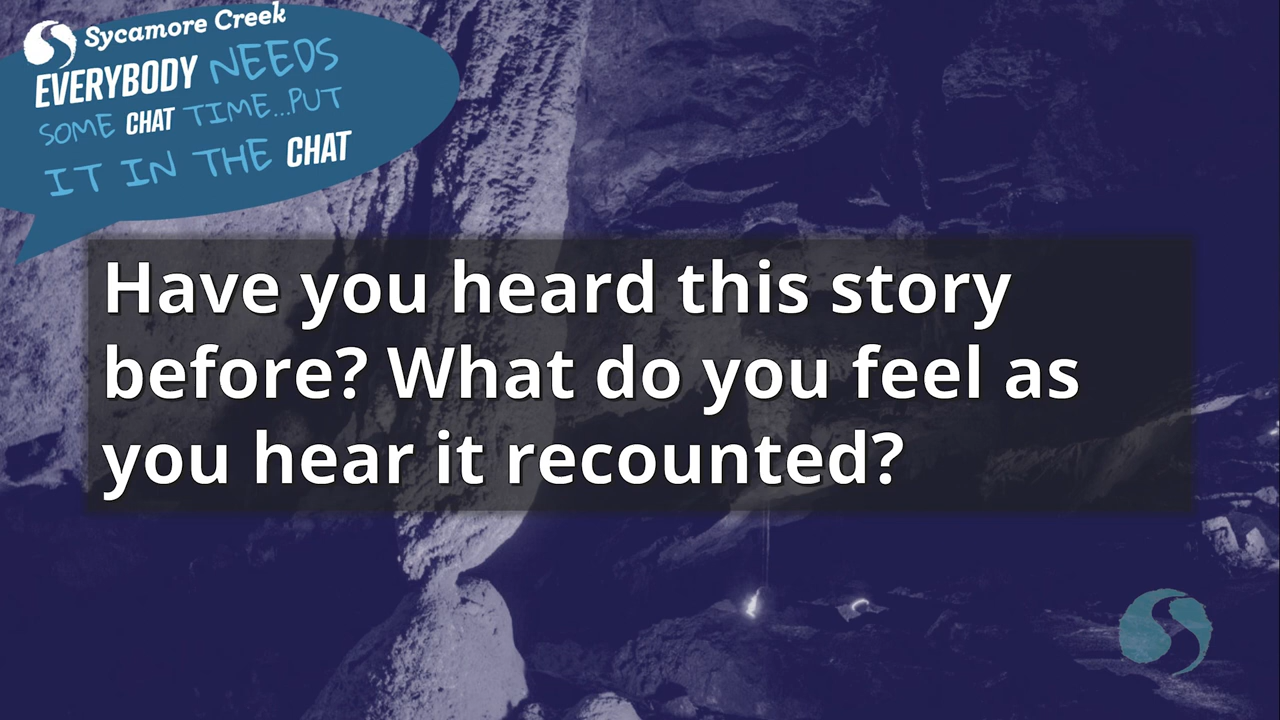 Sycamore Creek
EVERYBODY NEEDS
SOME CHAT TIME...PUT
IT IN THE CHAT
Have you heard this story
before? What do you feel as
you hear it recounted?